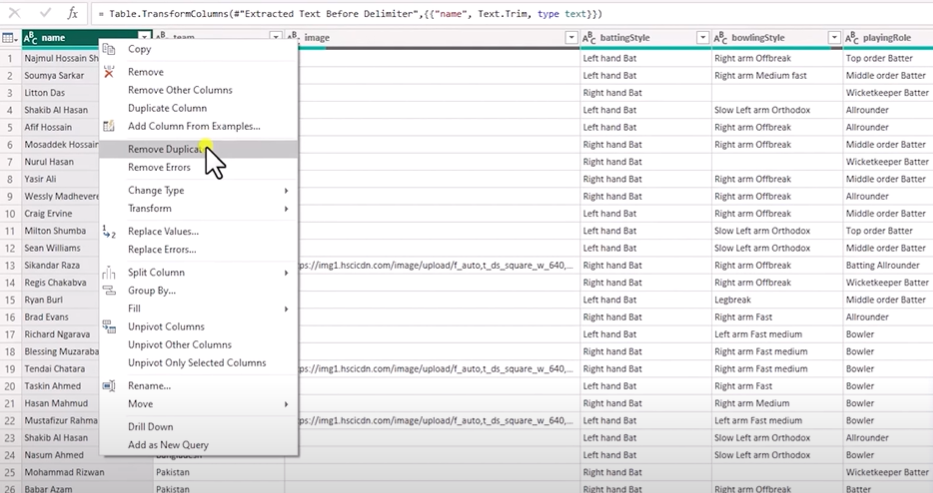 fx = Table.TransformColumns(#"Extracted Text Before Delimiter",{{"name", Text.Trim, type text}})
ABC name ABC team ABC image ABC battingStyle ABC bowlingStyle ABC playingRole
1 Najmul Hossain Sh Left hand Bat Right arm Offbreak Top order Batter
2 Soumya Sarkar Left hand Bat Right arm Medium fast Middle order Batter
3 Litton Das Right hand Bat Wicketkeeper Batter
4 Shakib Al Hasan Left hand Bat Slow Left arm Orthodox Allrounder
5 Afif Hossain Left hand Bat Right arm Offbreak Allrounder
6 Mosaddek Hossain Right hand Bat Right arm Offbreak Middle order Batter
7 Nurul Hasan Right hand Bat Wicketkeeper Batter
8 Yasir Ali Right hand Bat Right arm Offbreak Middle order Batter
9 Wessly Madhevere Right hand Bat Right arm Offbreak Allrounder
10 Craig Ervine Left hand Bat Right arm Offbreak Middle order Batter
11 Milton Shumba Left hand Bat Slow Left arm Orthodox Top order Batter
12 Sean Williams Left hand Bat Slow Left arm Orthodox Middle order Batter
13 Sikandar Raza ps://img1.hscicdn.com/image/upload/f_auto,t_ds_square_w_640,... Right hand Bat Right arm Offbreak Batting Allrounder
14 Regis Chakabva Right hand Bat Right arm Offbreak Wicketkeeper Batter
15 Ryan Burl Left hand Bat Legbreak Middle order Batter
16 Brad Evans Right hand Bat Right arm Fast Allrounder
17 Richard Ngarava Left hand Bat Left arm Fast medium Bowler
18 Blessing Muzaraba Right hand Bat Right arm Fast medium Bowler
19 Tendai Chatara ps://img1.hscicdn.com/image/upload/f_auto,t_ds_square_w_640,... Right hand Bat Right arm Fast medium Bowler
20 Taskin Ahmed Left hand Bat Right arm Fast Bowler
21 Hasan Mahmud Right hand Bat Right arm Medium Bowler
22 Mustafizur Rahma ps://img1.hscicdn.com/image/upload/f_auto,t_ds_square_w_640,... Left hand Bat Left arm Fast medium Bowler
23 Shakib Al Hasan Left hand Bat Slow Left arm Orthodox Allrounder
24 Nasum Ahmed Bangladesh Left hand Bat Slow Left arm Orthodox Bowler
25 Mohammad Rizwan Pakistan Right hand Bat Wicketkeeper Batter
26 Babar Azam Pakistan Right hand Bat Right arm Offbreak Batter
Copy
Remove
Remove Other Columns
Duplicate Column
Add Column From Examples...
Remove Duplicat
Remove Errors
Change Type
Transform
Replace Values...
Replace Errors...
Split Column
Group By...
Fill
Unpivot Columns
Unpivot Other Columns
Unpivot Only Selected Columns
Rename...
Move
Drill Down
Add as New Query